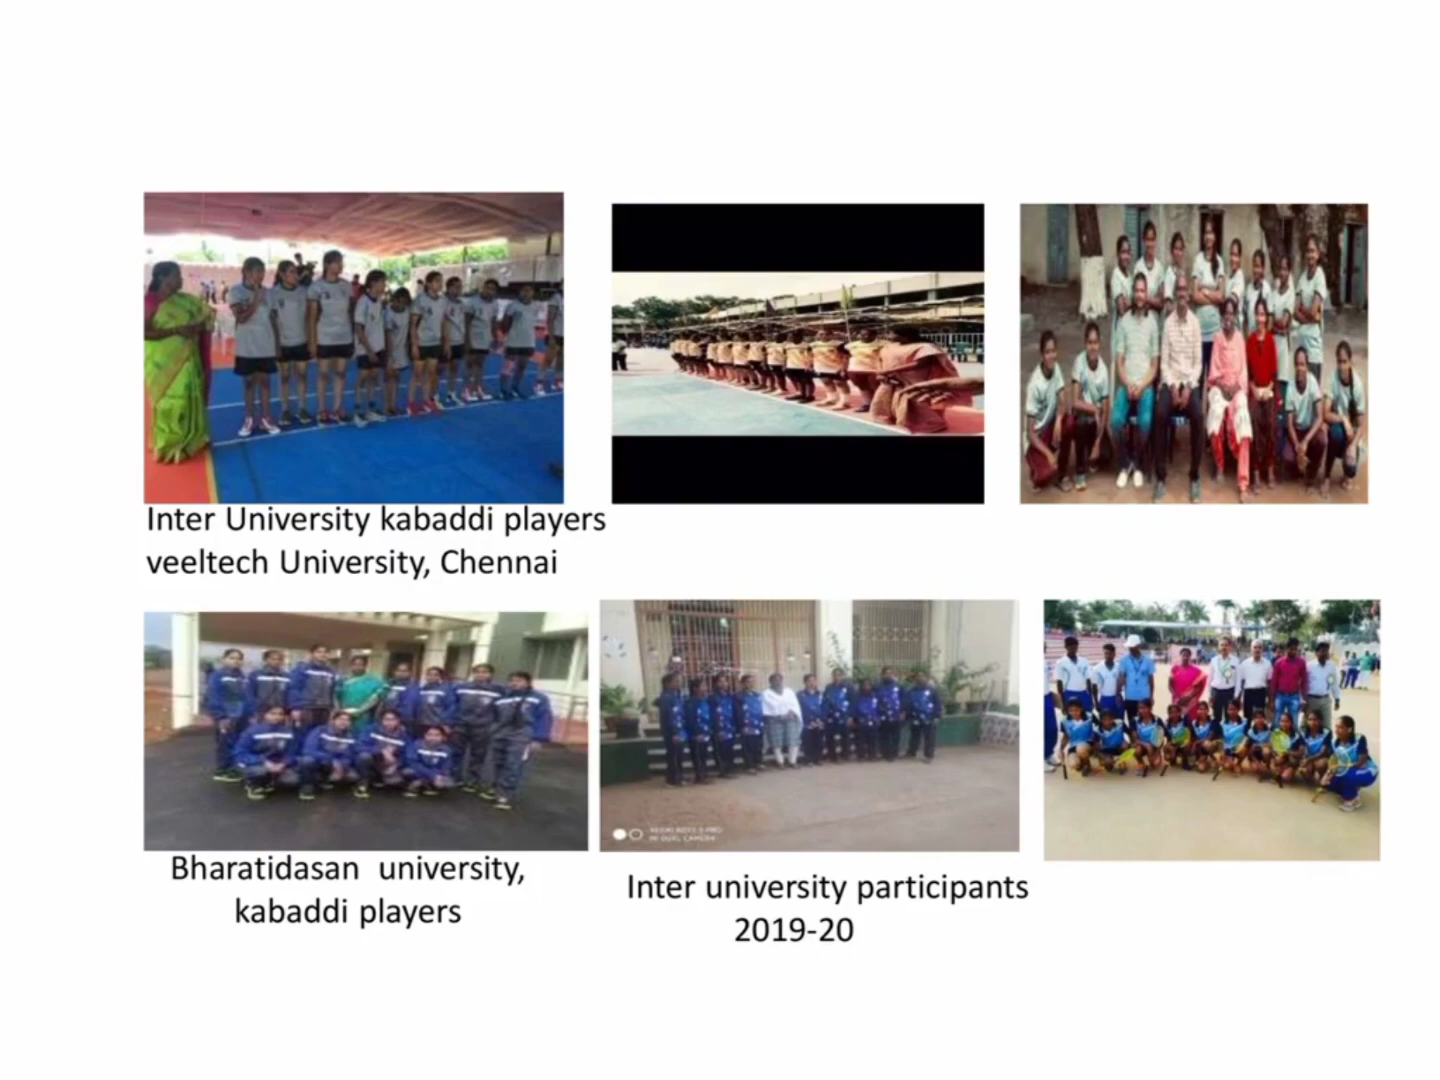 Inter University kabaddi players
veeltech University, Chennai
Bharatidasan university,
kabaddi players
Inter university participants
2019-20